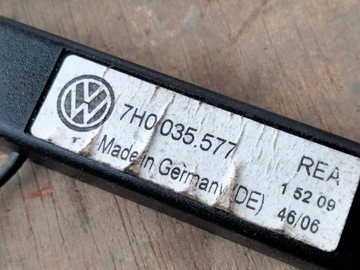 7H0 035.577
REA
Made in Germany (DE)
1 52 09
46/06